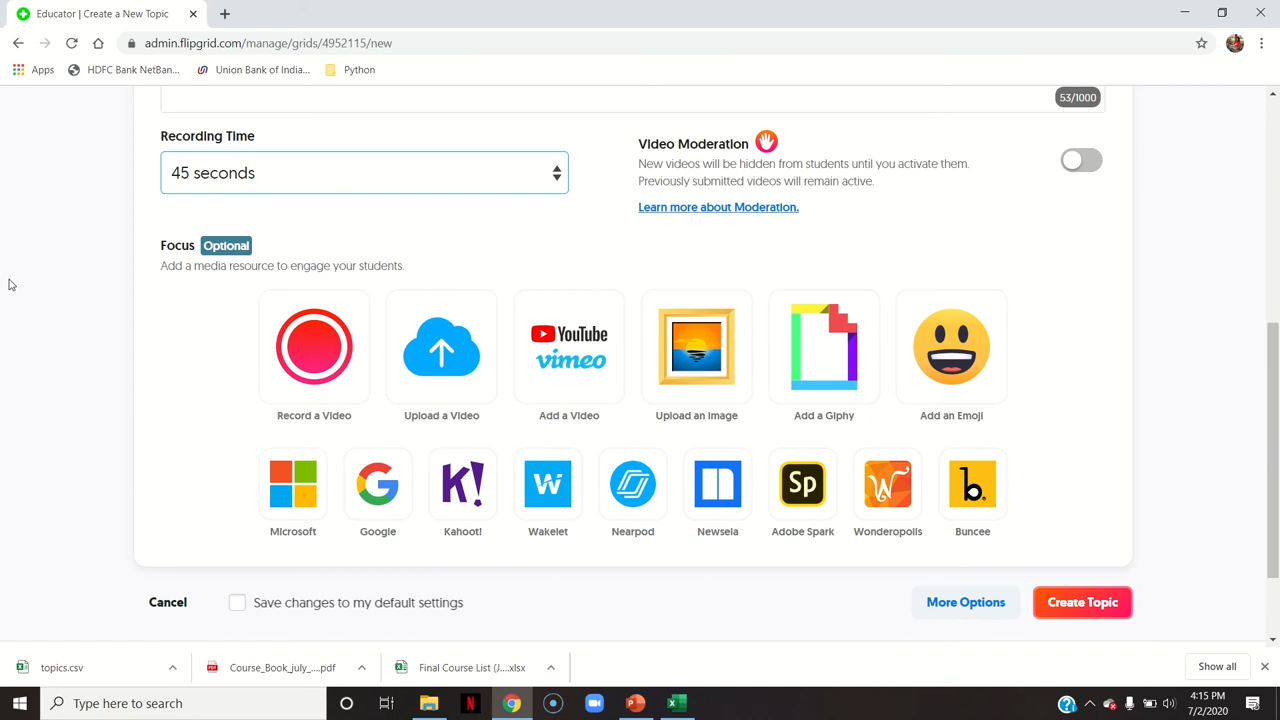 Educator | Create a New Topic
admin.flipgrid.com/manage/grids/4952115/new
Apps HDFC Bank NetBan... Union Bank of India... Python
53/1000
Recording Time
45 seconds
Video Moderation
New videos will be hidden from students until you activate them.
Previously submitted videos will remain active.
Learn more about Moderation.
Focus Optional
Add a media resource to engage your students.
YouTube
vimeo
Record a Video Upload a Video Add a Video Upload an Image Add a Giphy Add an Emoji
K! W Sp W b.
Microsoft Google Kahoot! Wakelet Nearpod Newsela Adobe Spark Wonderopolis Buncee
Cancel Save changes to my default settings More Options Create Topic
topics.csv Course_Book_july_....pdf Final Course List (J....xlsx Show all
Type here to search
4:15 PM
7/2/2020